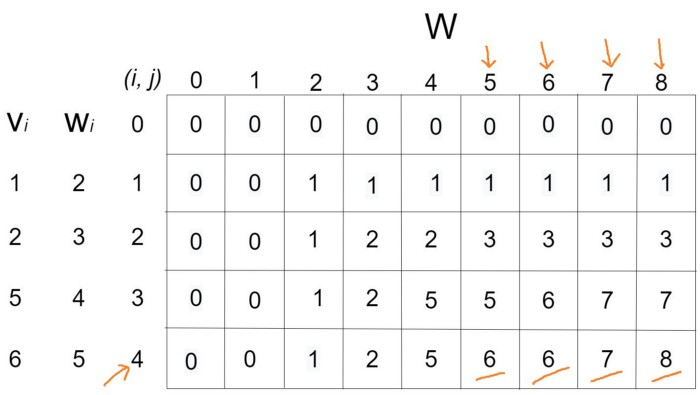 W
(i, j) 0 1 2 3 4 5 6 7 8
Vi Wi 0 0 0 0 0 0 0 0 0 0
1 2 1 0 0 1 1 1 1 1 1 1
2 3 2 0 0 1 2 2 3 3 3 3
5 4 3 0 0 1 2 5 5 6 7 7
6 5 4 0 0 1 2 5 6 6 7 8